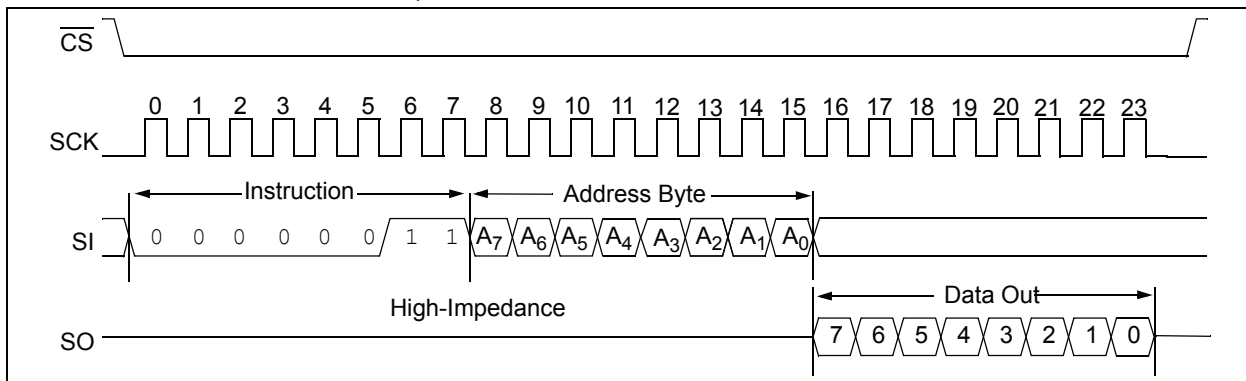 CS
0 1 2 3 4 5 6 7 8 9 10 11 12 13 14 15 16 17 18 19 20 21 22 23
SCK
Instruction Address Byte
SI 0 0 0 0 0 0 1 1 A7 A6 A5 A4 A3 A2 A1 A0
High-Impedance Data Out
SO 7 6 5 4 3 2 1 0